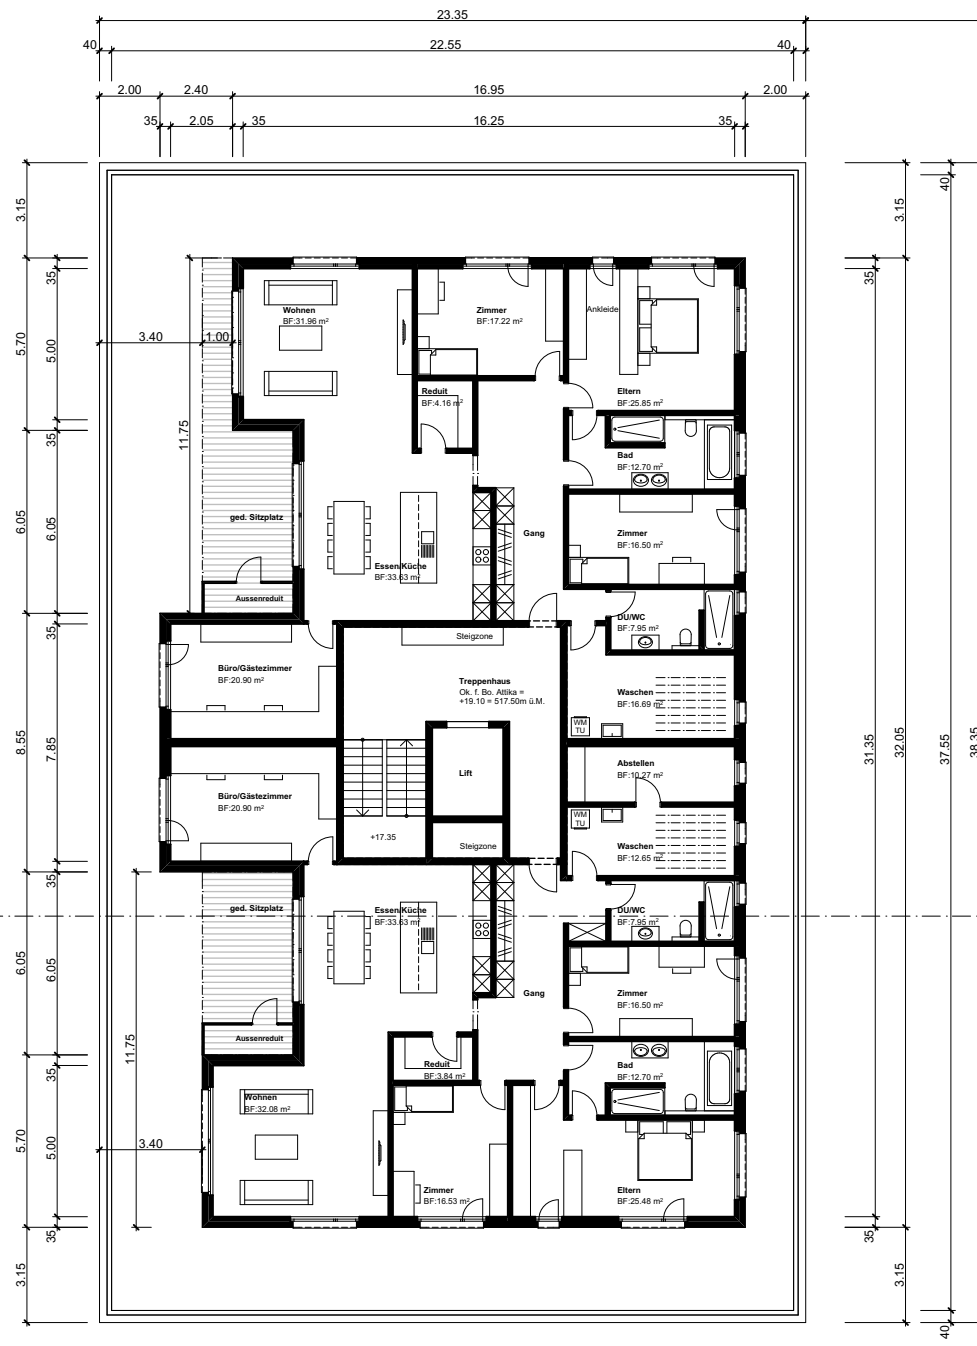 23.35
40
22.55
40
2.00
2.40
16.95
2.00
35
2.05
35
16.25
35
3.15
35
5.70
5.00
35
11.75
6.05
6.05
35
8.55
7.85
35
6.05
6.05
11.75
35
5.70
5.00
35
3.15
3.40
1.00
3.40
Wohnen
BF:31.96 m²
Zimmer
BF:17.22 m²
Ankleide
Reduit
BF:4.16 m²
Eltern
BF:25.85 m²
Bad
BF:12.70 m²
ged. Sitzplatz
Gang
Zimmer
BF:16.50 m²
Essen/Küche
BF:33.63 m²
Aussenreduit
DU/WC
BF:7.95 m²
Steigzone
Büro/Gästezimmer
BF:20.90 m²
Treppenhaus
Ok. f. Bo. Attika =
+19.10 = 517.50m ü.M.
Waschen
BF:16.69 m²
WM
TU
Lift
Abstellen
BF:10.27 m²
Büro/Gästezimmer
BF:20.90 m²
WM
TU
+17.35
Steigzone
Waschen
BF:12.65 m²
ged. Sitzplatz
Essen/Küche
BF:33.63 m²
DU/WC
BF:7.95 m²
Gang
Zimmer
BF:16.50 m²
Aussenreduit
Reduit
BF:3.84 m²
Bad
BF:12.70 m²
Wohnen
BF:32.08 m²
Zimmer
BF:16.53 m²
Eltern
BF:25.48 m²
3.15
40
35
31.35
32.05
37.55
38.35
35
3.15
40